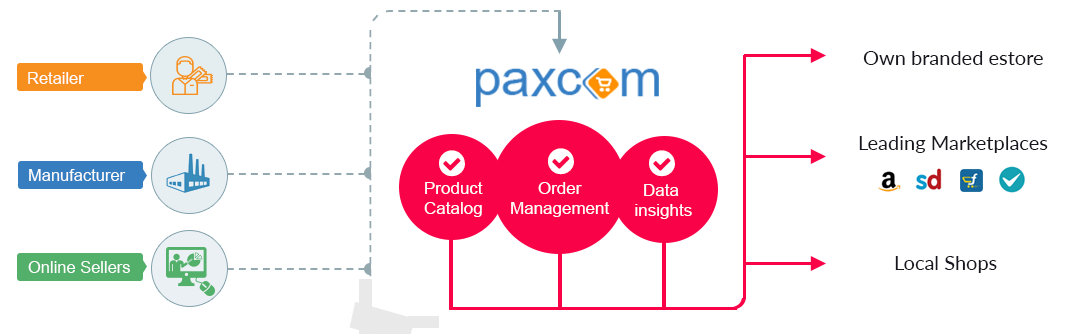 Retailer
Manufacturer
Online Sellers
paxcom
Product
Catalog
Order
Management
Data
insights
Own branded estore
Leading Marketplaces
a sd f
Local Shops